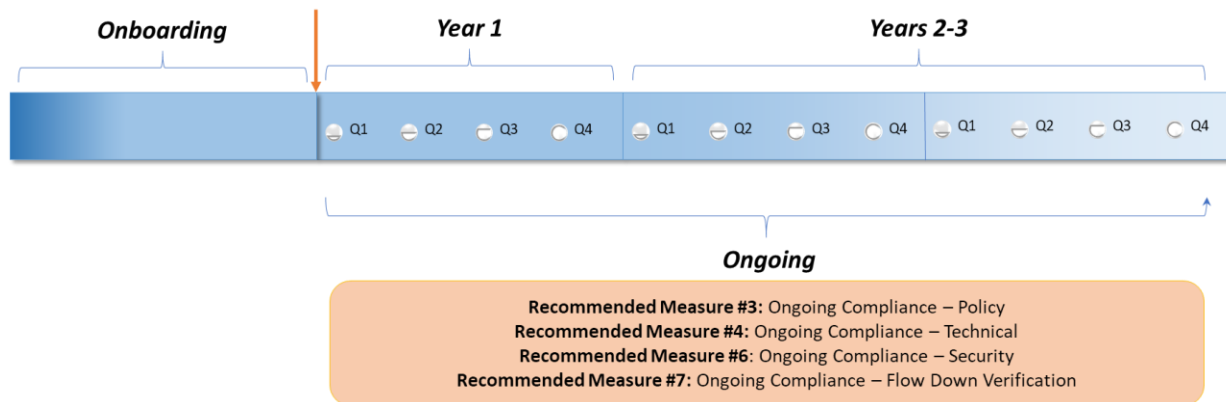 Onboarding
Year 1
Years 2-3
Q1 Q2 Q3 Q4 Q1 Q2 Q3 Q4 Q1 Q2 Q3 Q4
Ongoing
Recommended Measure #3: Ongoing Compliance – Policy
Recommended Measure #4: Ongoing Compliance – Technical
Recommended Measure #6: Ongoing Compliance – Security
Recommended Measure #7: Ongoing Compliance – Flow Down Verification